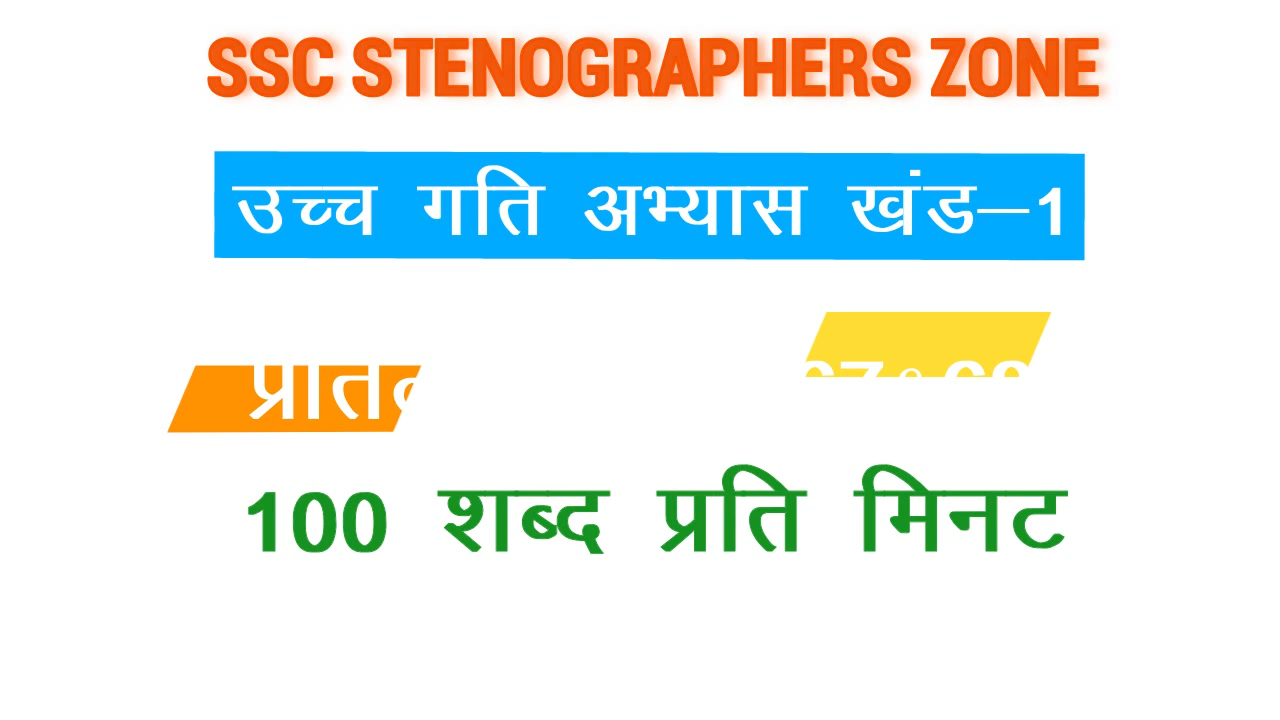 SSC STENOGRAPHERS ZONE
उच्च गति अभ्यास खंड–1
100 शब्द प्रति मिनट